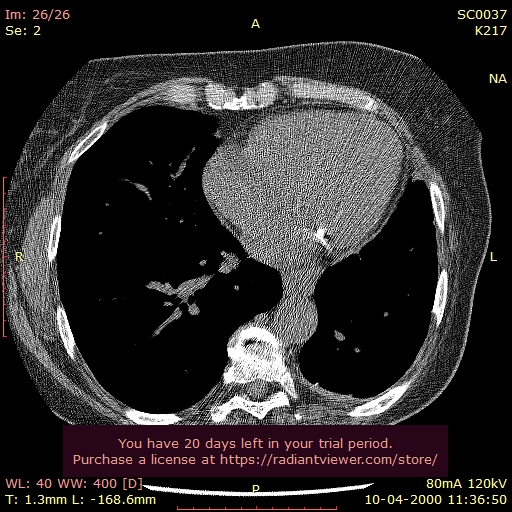 Im: 26/26
Se: 2
A
SC0037
K217
NA
R
L
You have 20 days left in your trial period.
Purchase a license at https://radiantviewer.com/store/
WL: 40 WW: 400 [D]
T: 1.3mm L: -168.6mm
P
80mA 120kV
10-04-2000 11:36:50